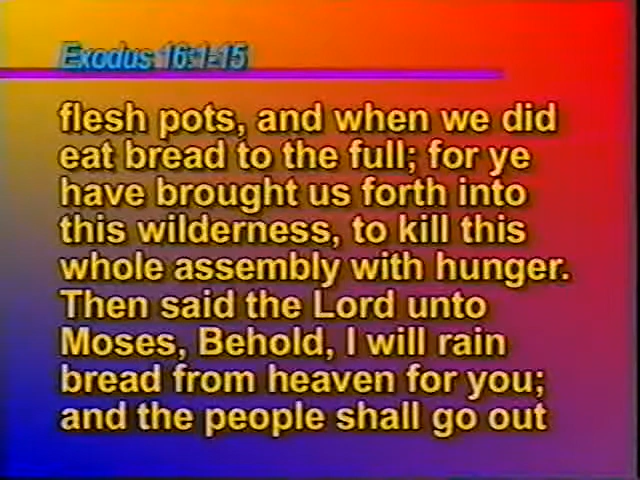 Exodus 16:1-15
flesh pots, and when we did
eat bread to the full; for ye
have brought us forth into
this wilderness, to kill this
whole assembly with hunger.
Then said the Lord unto
Moses, Behold, I will rain
bread from heaven for you;
and the people shall go out